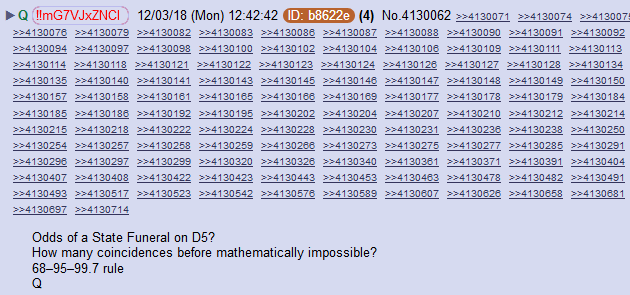 Q !!mG7VJxZNCI 12/03/18 (Mon) 12:42:42 ID: b8622e (4) No.4130062 >>4130071 >>4130074 >>413007
>>4130076 >>4130079 >>4130082 >>4130083 >>4130086 >>4130087 >>4130088 >>4130090 >>4130091 >>4130092
>>4130094 >>4130097 >>4130098 >>4130100 >>4130102 >>4130104 >>4130106 >>4130109 >>4130111 >>4130113
>>4130114 >>4130118 >>4130121 >>4130122 >>4130123 >>4130124 >>4130126 >>4130127 >>4130128 >>4130134
>>4130135 >>4130140 >>4130141 >>4130143 >>4130145 >>4130146 >>4130147 >>4130148 >>4130151 >>4130152
>>4130157 >>4130158 >>4130161 >>4130165 >>4130166 >>4130169 >>4130177 >>4130178 >>4130179 >>4130184
>>4130185 >>4130186 >>4130192 >>4130195 >>4130202 >>4130204 >>4130207 >>4130210 >>4130212 >>4130214
>>4130215 >>4130218 >>4130222 >>4130224 >>4130228 >>4130230 >>4130231 >>4130236 >>4130238 >>4130250
>>4130254 >>4130257 >>4130258 >>4130259 >>4130266 >>4130273 >>4130275 >>4130277 >>4130285 >>4130291
>>4130296 >>4130297 >>4130299 >>4130320 >>4130326 >>4130340 >>4130361 >>4130371 >>4130391 >>4130404
>>4130407 >>4130408 >>4130422 >>4130423 >>4130443 >>4130453 >>4130463 >>4130478 >>4130482 >>4130491
>>4130493 >>4130517 >>4130523 >>4130542 >>4130576 >>4130589 >>4130607 >>4130626 >>4130658 >>4130681
>>4130697 >>4130714
Odds of a State Funeral on D5?
How many coincidences before mathematically impossible?
68–95–99.7 rule
Q